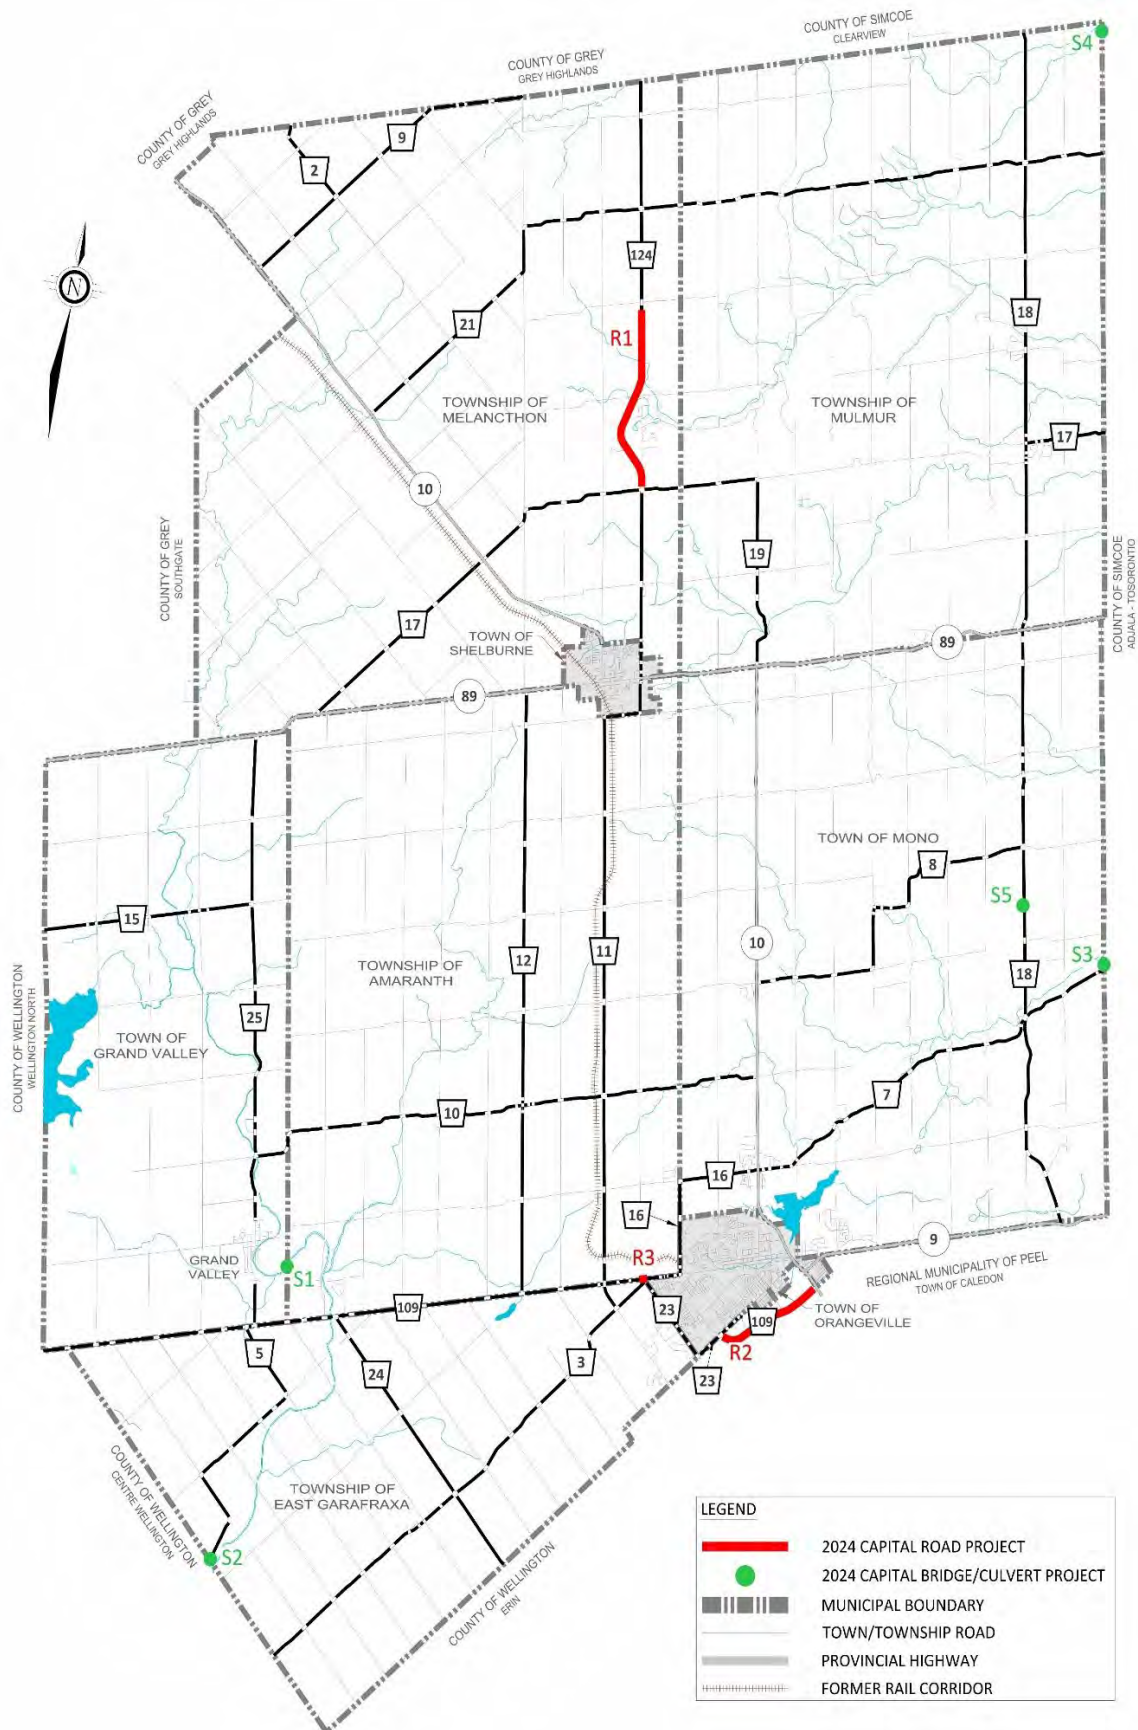 COUNTY OF SIMCOE
CLEARVIEW
S4
COUNTY OF GREY
GREY HIGHLANDS
COUNTY OF GREY
GREY HIGHLANDS
9
2
124
N
18
21
R1
TOWNSHIP OF
MELANCTHON
TOWNSHIP OF
MULMUR
17
10
COUNTY OF GREY
SOUTHGATE
19
COUNTY OF SIMCOE
ADJALA - TOSORONTIO
17
TOWN OF
SHELBURNE
89
89
TOWN OF MONO
8
S5
15
12
11
10
S3
TOWNSHIP OF
AMARANTH
18
25
TOWN OF
GRAND VALLEY
COUNTY OF WELLINGTON
WELLINGTON NORTH
7
10
16
16
9
GRAND
VALLEY
S1
R3
REGIONAL MUNICIPALITY OF PEEL
TOWN OF CALEDON
109
23
109
TOWN OF
ORANGEVILLE
5
3
R2
24
23
COUNTY OF WELLINGTON
CENTRE WELLINGTON
TOWNSHIP OF
EAST GARAFRAXA
S2
COUNTY OF WELLINGTON
ERIN
LEGEND
2024 CAPITAL ROAD PROJECT
2024 CAPITAL BRIDGE/CULVERT PROJECT
MUNICIPAL BOUNDARY
TOWN/TOWNSHIP ROAD
PROVINCIAL HIGHWAY
FORMER RAIL CORRIDOR